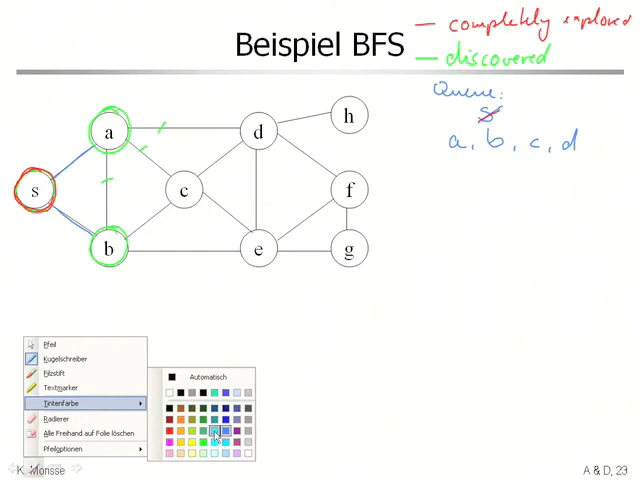 — completely explored
— discovered
Beispiel BFS
Queue:
s
a, b, c, d
h
a
d
s
c
f
b
e
g
Pfeil
Kugelschreiber
Filzstift
Textmarker
Tintenfarbe
Radierer
Alle Freihand auf Folie löschen
Pfeiloptionen
Automatisch
K. Morisse
A & D, 23